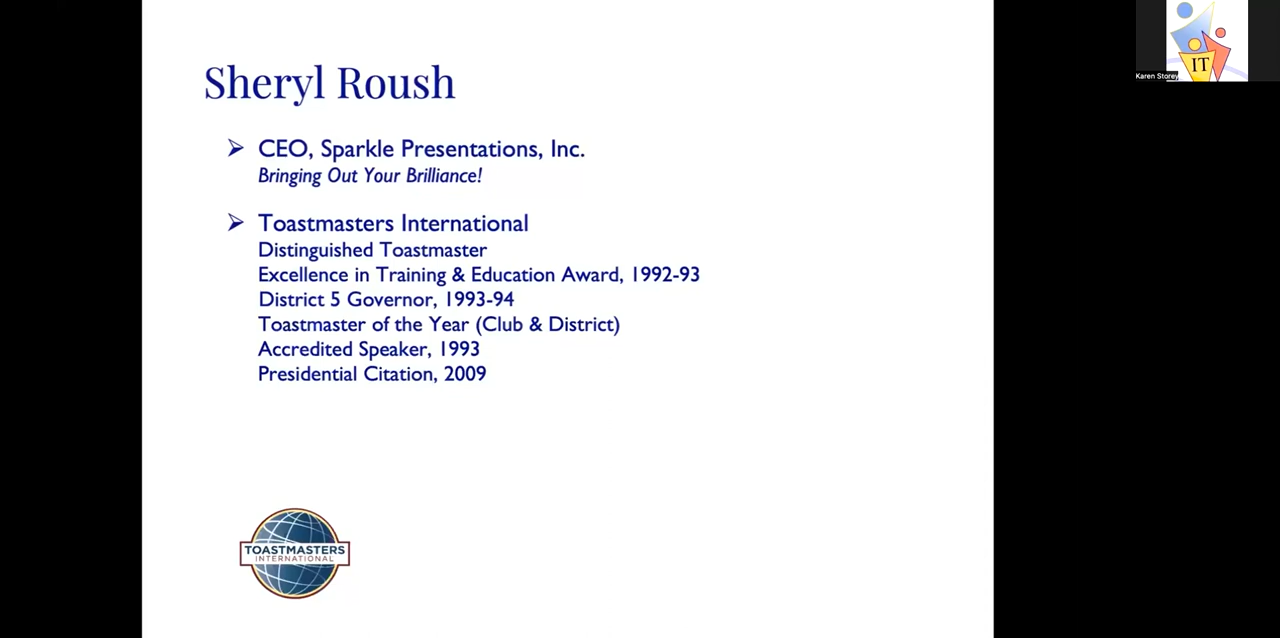 Sheryl Roush
CEO, Sparkle Presentations, Inc.
Bringing Out Your Brilliance!
Toastmasters International
Distinguished Toastmaster
Excellence in Training & Education Award, 1992-93
District 5 Governor, 1993-94
Toastmaster of the Year (Club & District)
Accredited Speaker, 1993
Presidential Citation, 2009
TOASTMASTERS
INTERNATIONAL
IT
Karen Storey